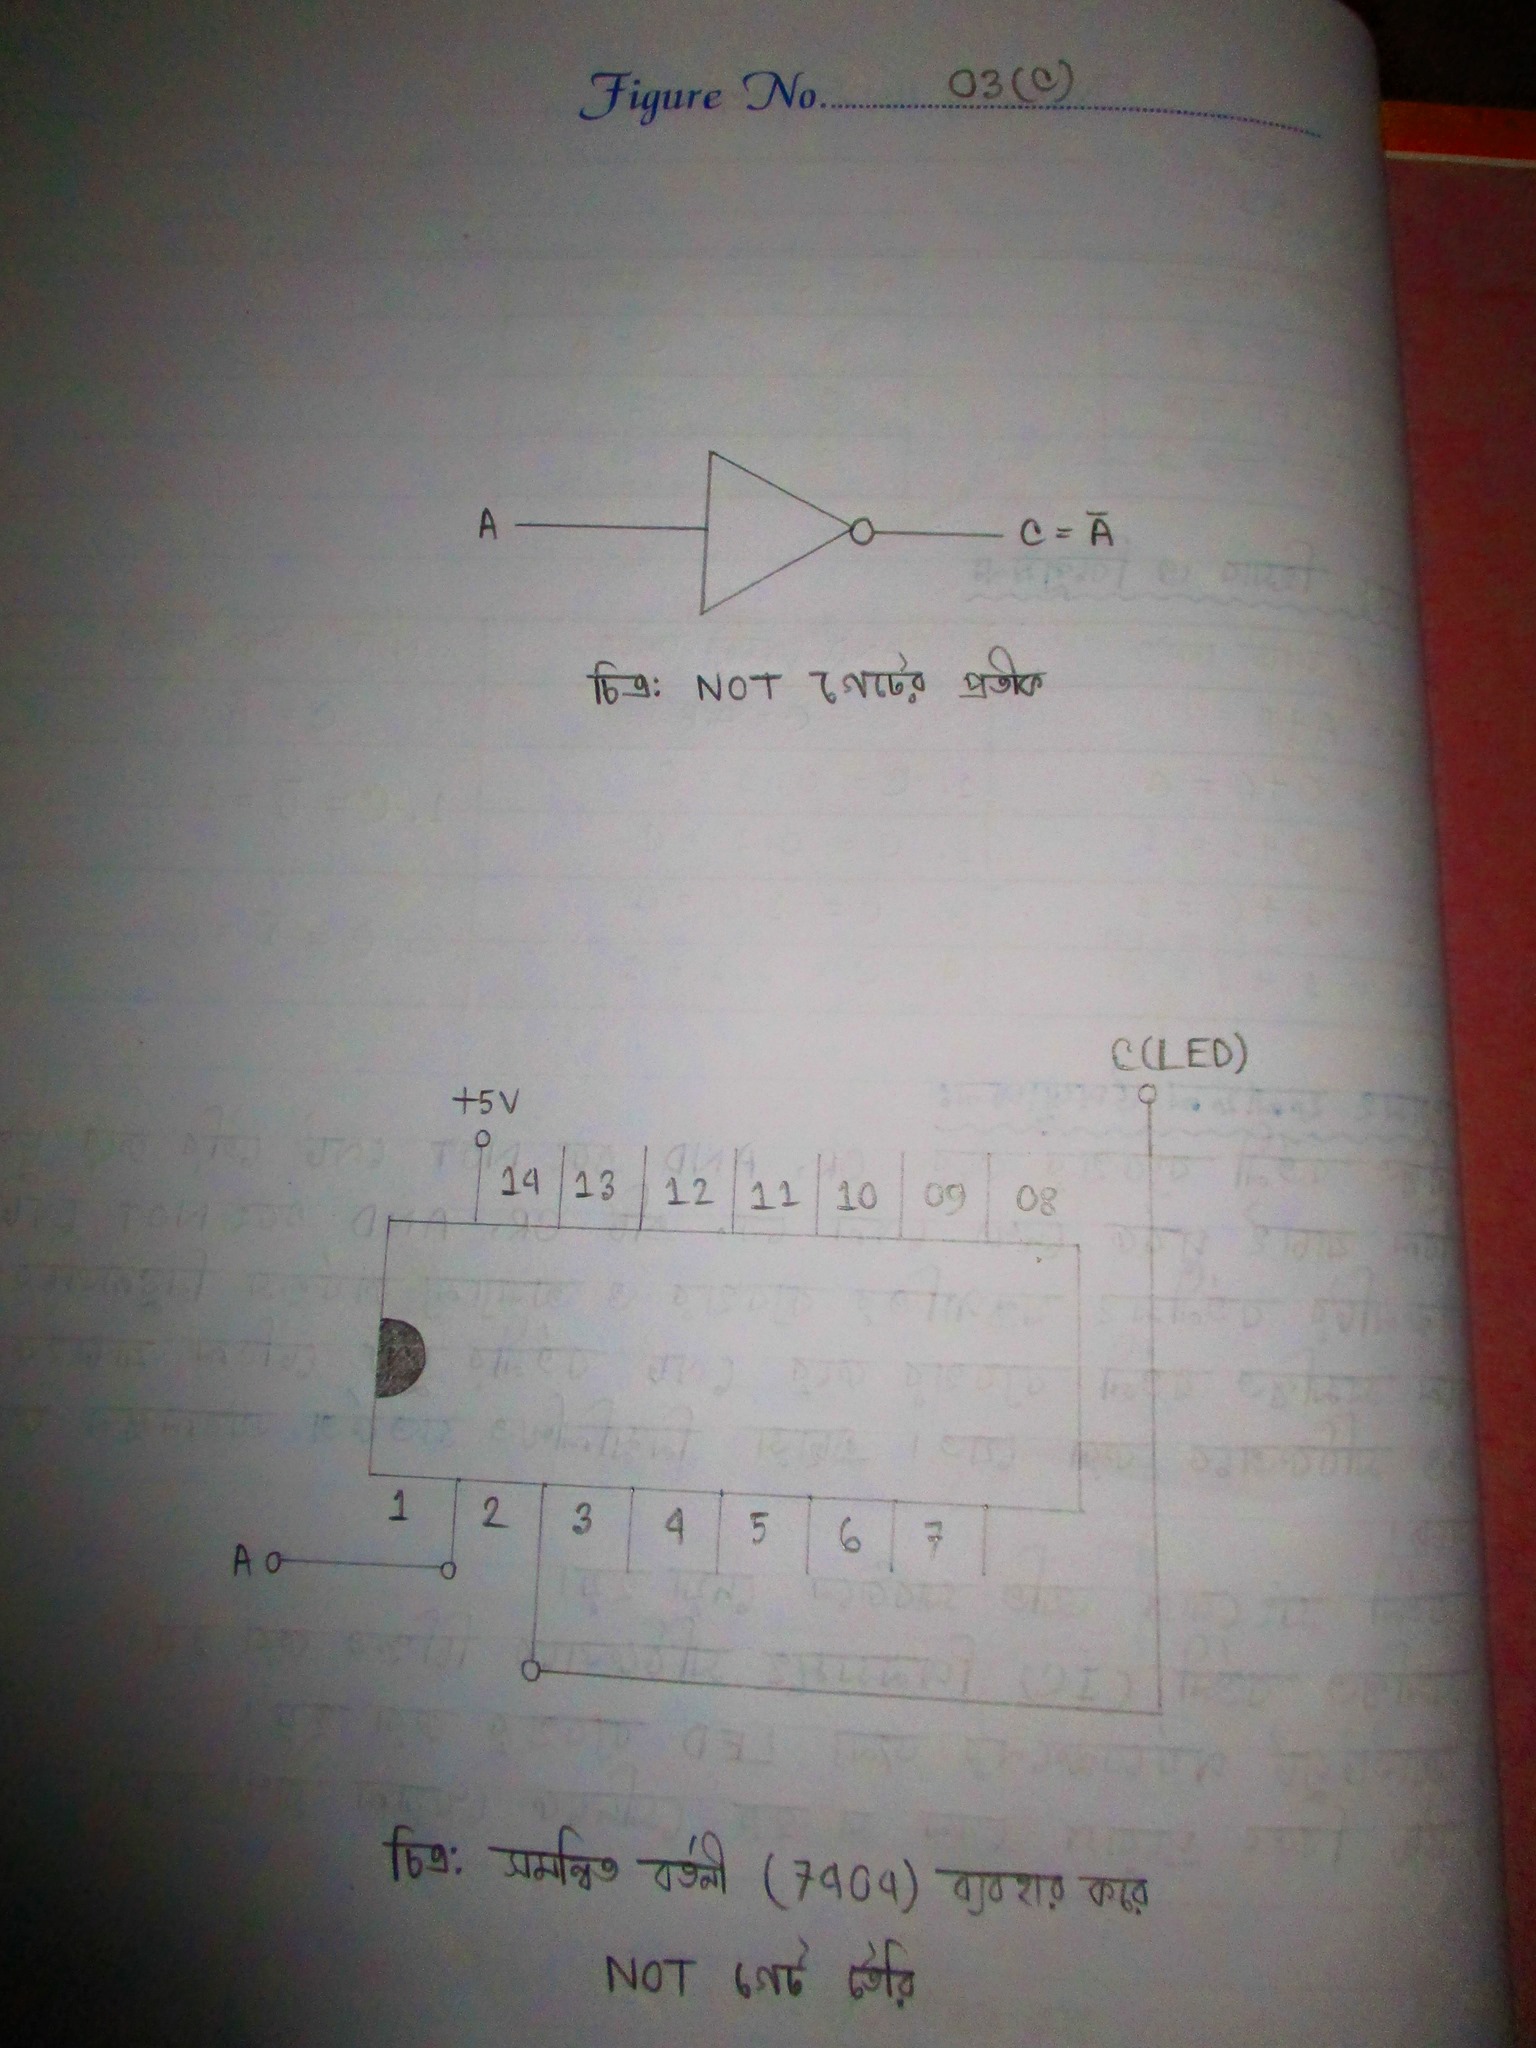 Figure No. 03(C)
A
C = Ā
চিত্র: NOT গেটের প্রতীক
C(LED)
+5V
14 13 12 11 10 09 08
1 2 3 4 5 6 7
A
চিত্র: সমন্বিত বর্তনী (7404) ব্যবহার করে
NOT গেট তৈরি